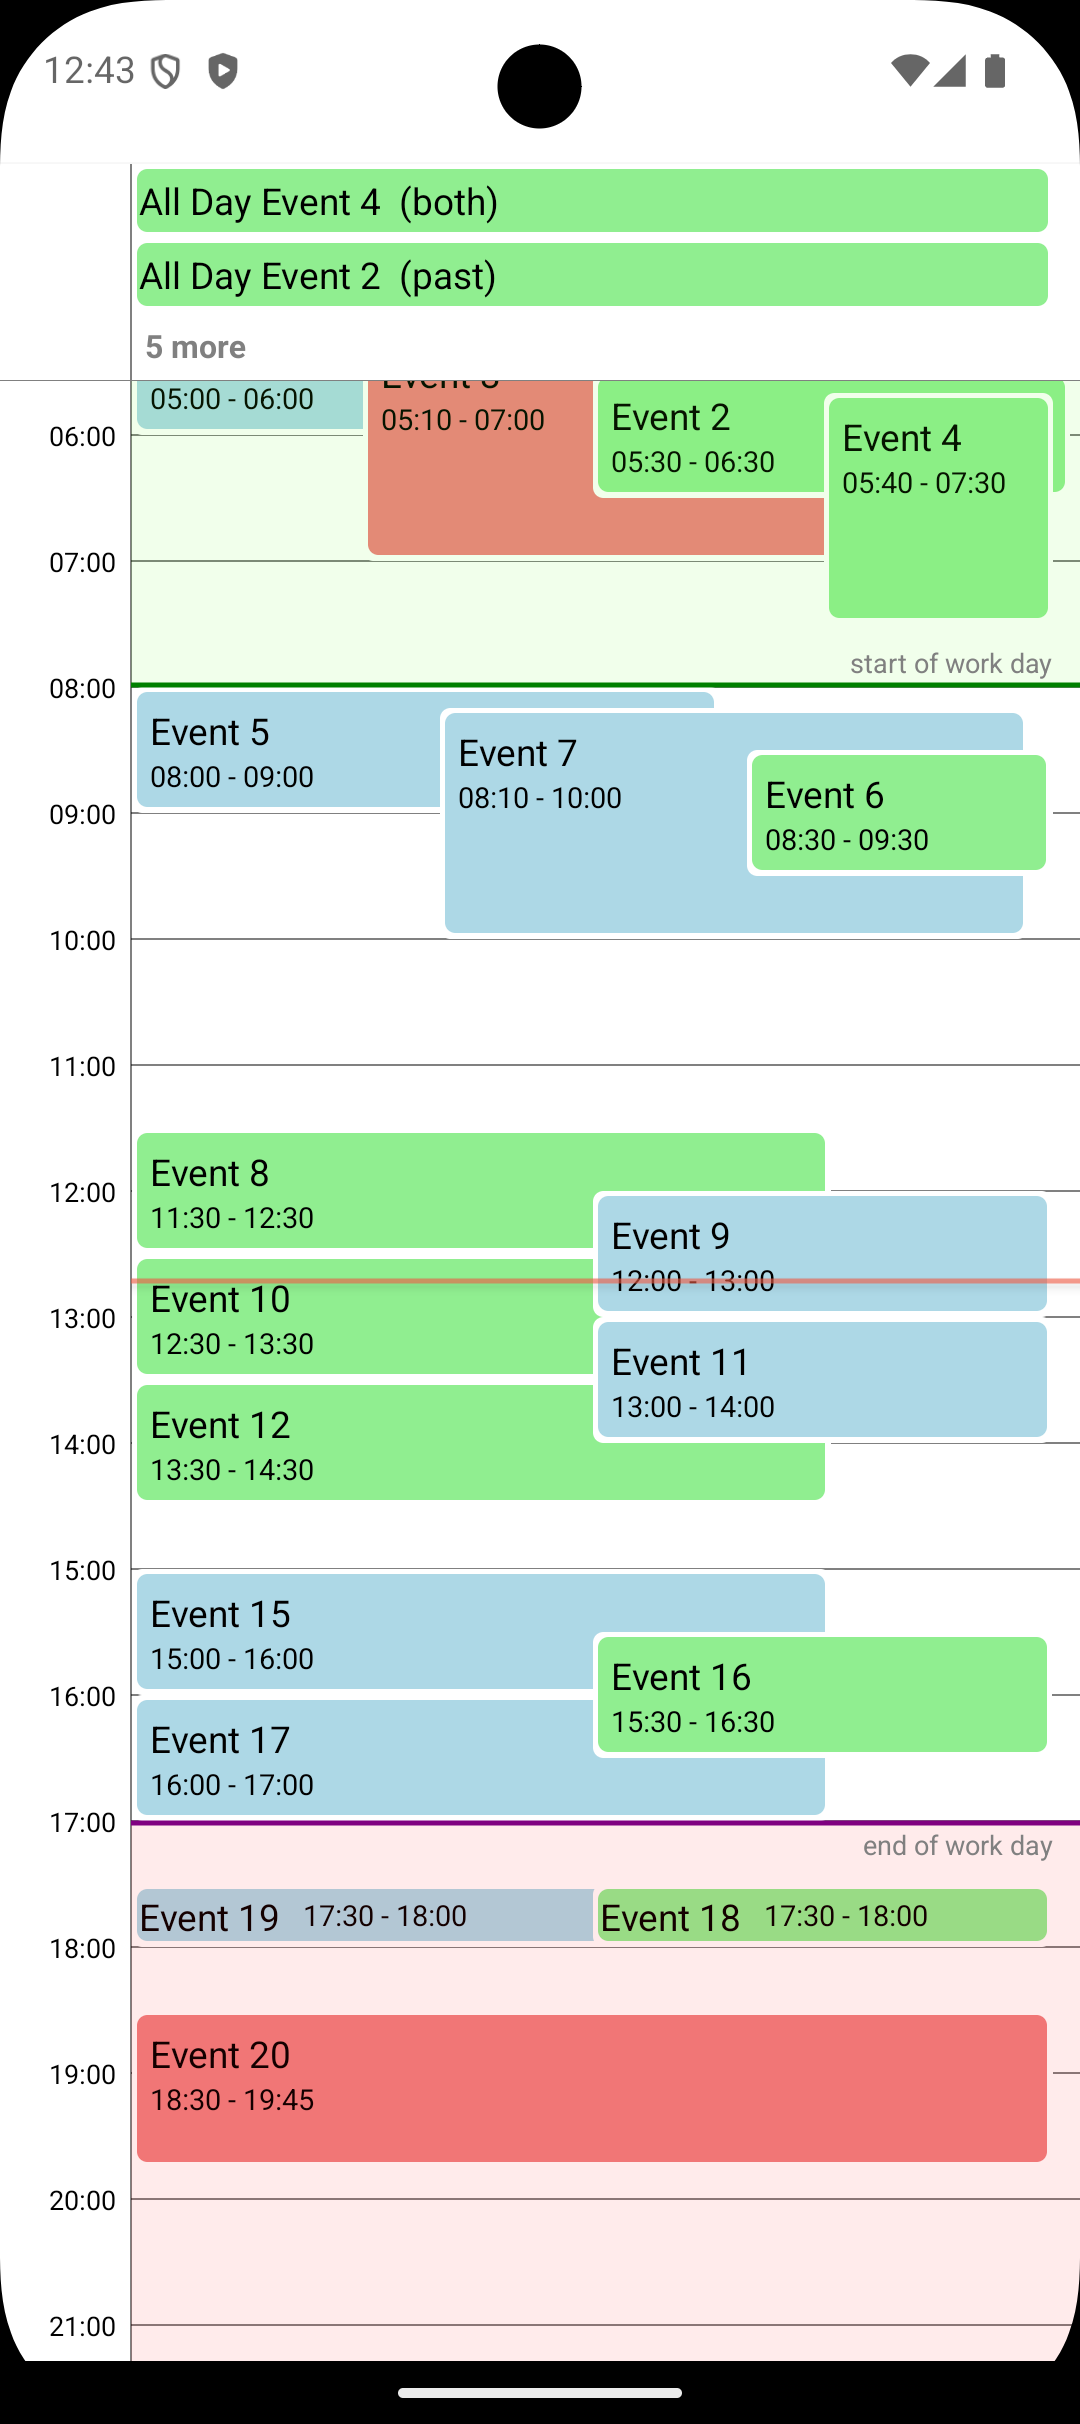 12:43
All Day Event 4 (both)
All Day Event 2 (past)
5 more
05:00 - 06:00
05:10 - 07:00
Event 2
05:30 - 06:30
Event 4
05:40 - 07:30
06:00
07:00
start of work day
08:00
Event 5
08:00 - 09:00
Event 7
08:10 - 10:00
Event 6
08:30 - 09:30
09:00
10:00
11:00
Event 8
11:30 - 12:30
12:00
Event 9
12:00 - 13:00
Event 10
12:30 - 13:30
13:00
Event 11
13:00 - 14:00
Event 12
13:30 - 14:30
14:00
15:00
Event 15
15:00 - 16:00
Event 16
15:30 - 16:30
16:00
Event 17
16:00 - 17:00
17:00
end of work day
Event 19 17:30 - 18:00
Event 18 17:30 - 18:00
18:00
Event 20
18:30 - 19:45
19:00
20:00
21:00